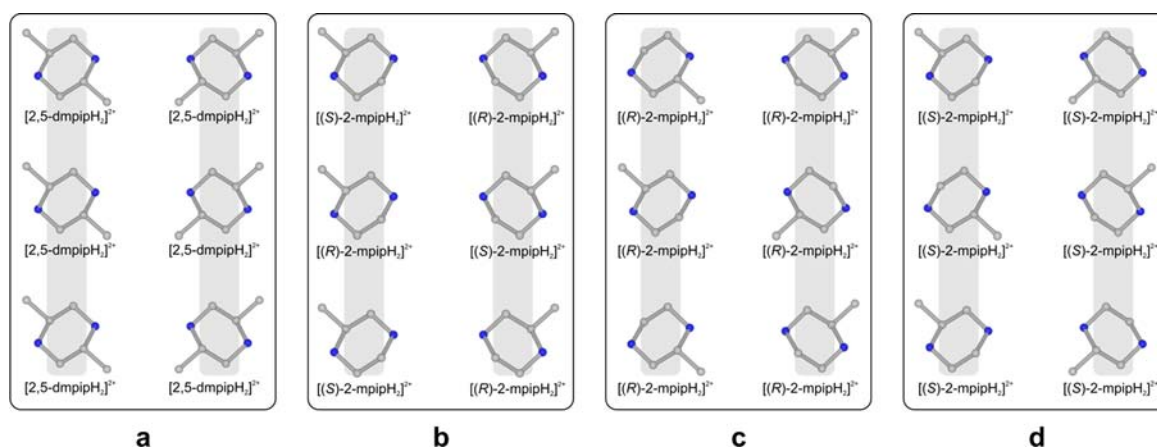 [2,5-dmpipH₂]²⁺ [2,5-dmpipH₂]²⁺ [(S)-2-mpipH₂]²⁺ [(R)-2-mpipH₂]²⁺ [(R)-2-mpipH₂]²⁺ [(R)-2-mpipH₂]²⁺ [(S)-2-mpipH₂]²⁺ [(S)-2-mpipH₂]²⁺
[2,5-dmpipH₂]²⁺ [2,5-dmpipH₂]²⁺ [(R)-2-mpipH₂]²⁺ [(S)-2-mpipH₂]²⁺ [(R)-2-mpipH₂]²⁺ [(R)-2-mpipH₂]²⁺ [(S)-2-mpipH₂]²⁺ [(S)-2-mpipH₂]²⁺
[2,5-dmpipH₂]²⁺ [2,5-dmpipH₂]²⁺ [(S)-2-mpipH₂]²⁺ [(R)-2-mpipH₂]²⁺ [(R)-2-mpipH₂]²⁺ [(R)-2-mpipH₂]²⁺ [(S)-2-mpipH₂]²⁺ [(S)-2-mpipH₂]²⁺
a b c d